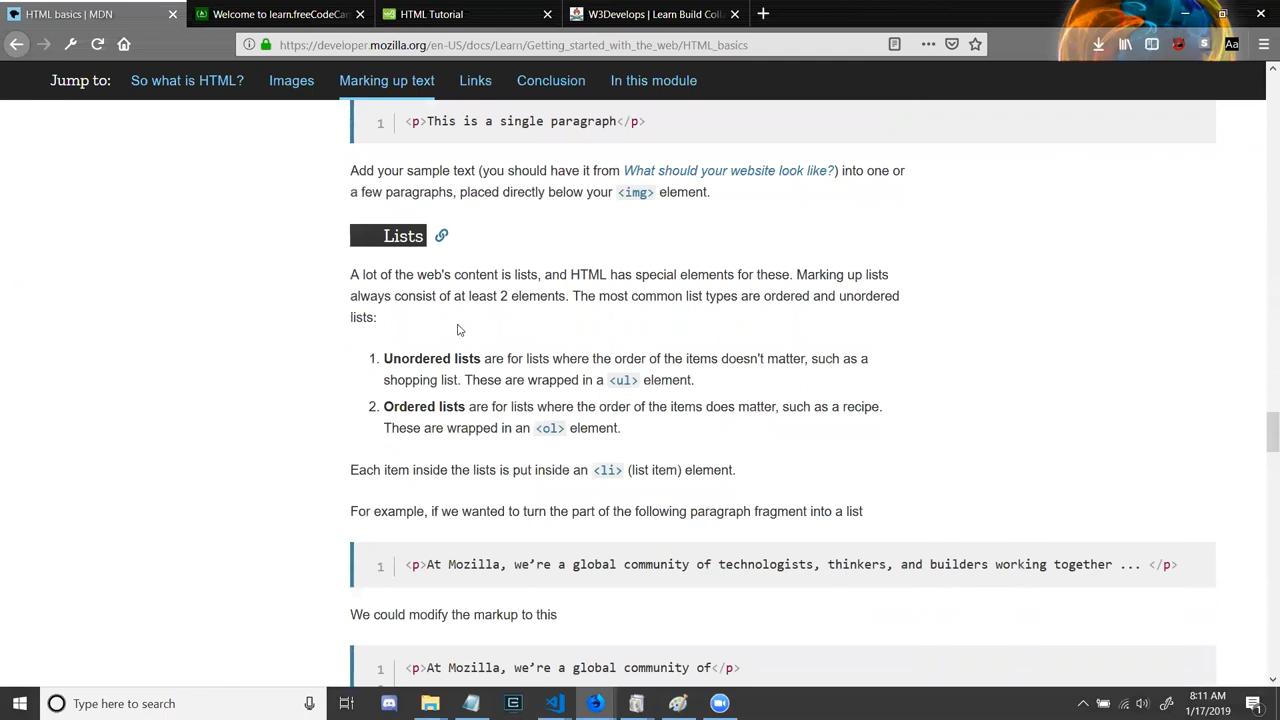 HTML basics | MDN
Welcome to learn.freeCodeCa
HTML Tutorial
W3Develops | Learn Build Colla
https://developer.mozilla.org/en-US/docs/Learn/Getting_started_with_the_web/HTML_basics
Jump to: So what is HTML? Images Marking up text Links Conclusion In this module
1 <p>This is a single paragraph</p>
Add your sample text (you should have it from What should your website look like?) into one or
a few paragraphs, placed directly below your <img> element.
Lists
A lot of the web's content is lists, and HTML has special elements for these. Marking up lists
always consist of at least 2 elements. The most common list types are ordered and unordered
lists:
1. Unordered lists are for lists where the order of the items doesn't matter, such as a
shopping list. These are wrapped in a <ul> element.
2. Ordered lists are for lists where the order of the items does matter, such as a recipe.
These are wrapped in an <ol> element.
Each item inside the lists is put inside an <li> (list item) element.
For example, if we wanted to turn the part of the following paragraph fragment into a list
1 <p>At Mozilla, we’re a global community of technologists, thinkers, and builders working together ... </p>
We could modify the markup to this
1 <p>At Mozilla, we’re a global community of</p>
Type here to search
8:11 AM
1/17/2019